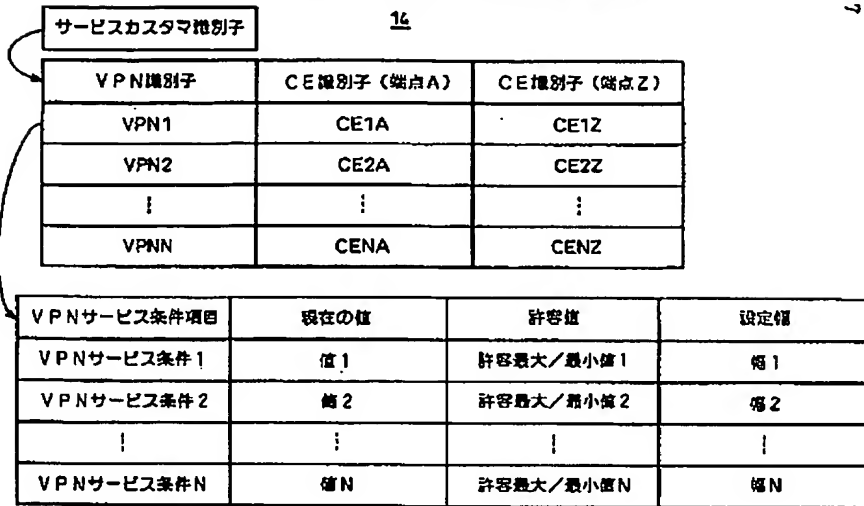 サービスカスタマ識別子
14
VPN識別子 CE識別子（端点A） CE識別子（端点Z）
VPN1 CE1A CE1Z
VPN2 CE2A CE2Z
⋮ ⋮ ⋮
VPNN CENA CENZ
VPNサービス条件項目 現在の値 許容値 設定幅
VPNサービス条件1 値1 許容最大／最小値1 幅1
VPNサービス条件2 値2 許容最大／最小値2 幅2
⋮ ⋮ ⋮ ⋮
VPNサービス条件N 値N 許容最大／最小値N 幅N